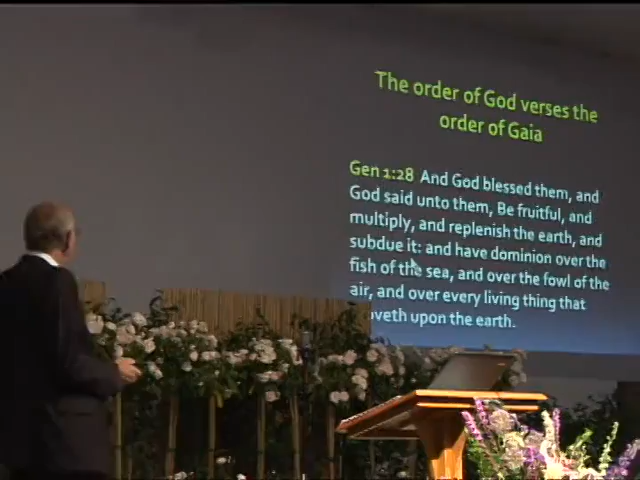 The order of God verses the
order of Gaia
Gen 1:28 And God blessed them, and
God said unto them, Be fruitful, and
multiply, and replenish the earth, and
subdue it: and have dominion over the
fish of the sea, and over the fowl of the
air, and over every living thing that
oveth upon the earth.